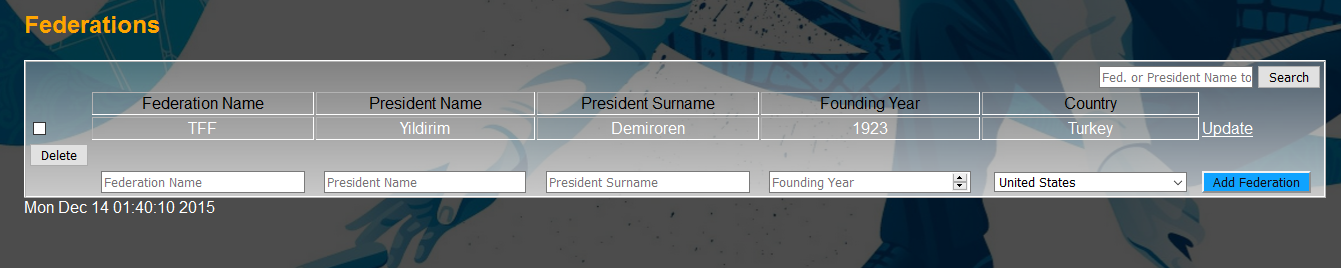 Federations
Fed. or President Name to Search
Federation Name President Name President Surname Founding Year Country
TFF Yildirim Demiroren 1923 Turkey Update
Delete
Federation Name President Name President Surname Founding Year United States Add Federation
Mon Dec 14 01:40:10 2015